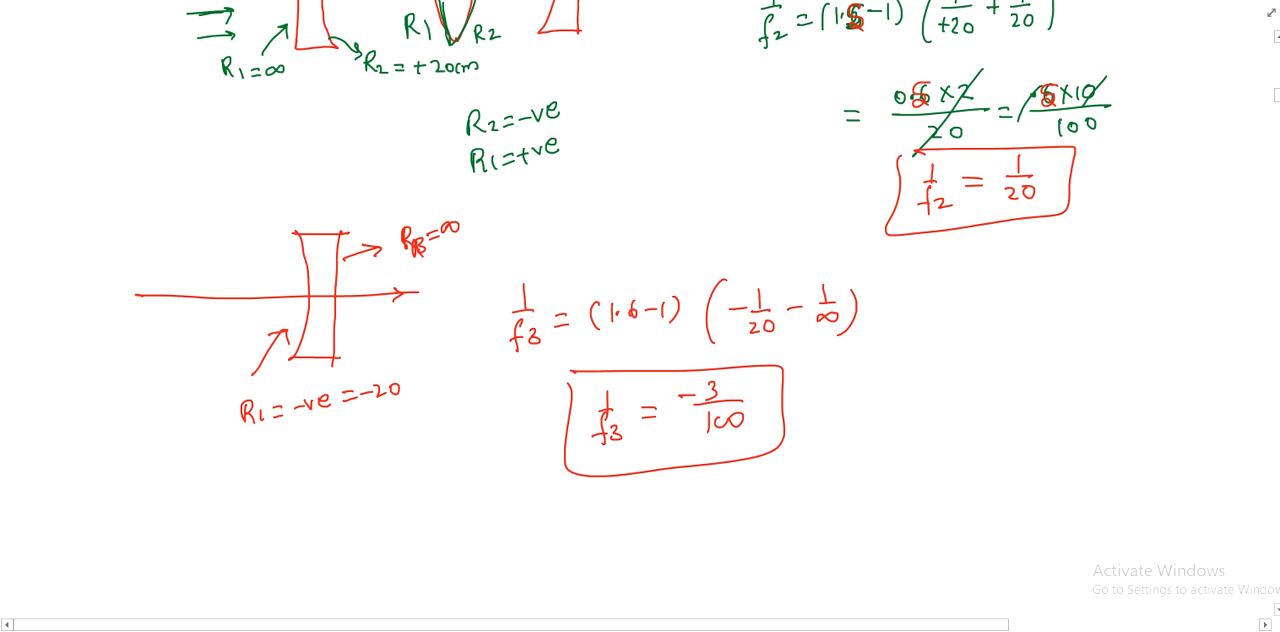 1/f2 = (1.5-1) (1/+20 + 1/20)
R1 R2
R1=∞
R2=+20cm
= 0.5×2/20 = .5×10/100
R2=-ve
R1=+ve
1/f2 = 1/20
=∞
1/f3 = (1.6-1) (-1/20 - 1/∞)
R1=-ve=-20
1/f3 = -3/100
Activate Windows
Go to Settings to activate